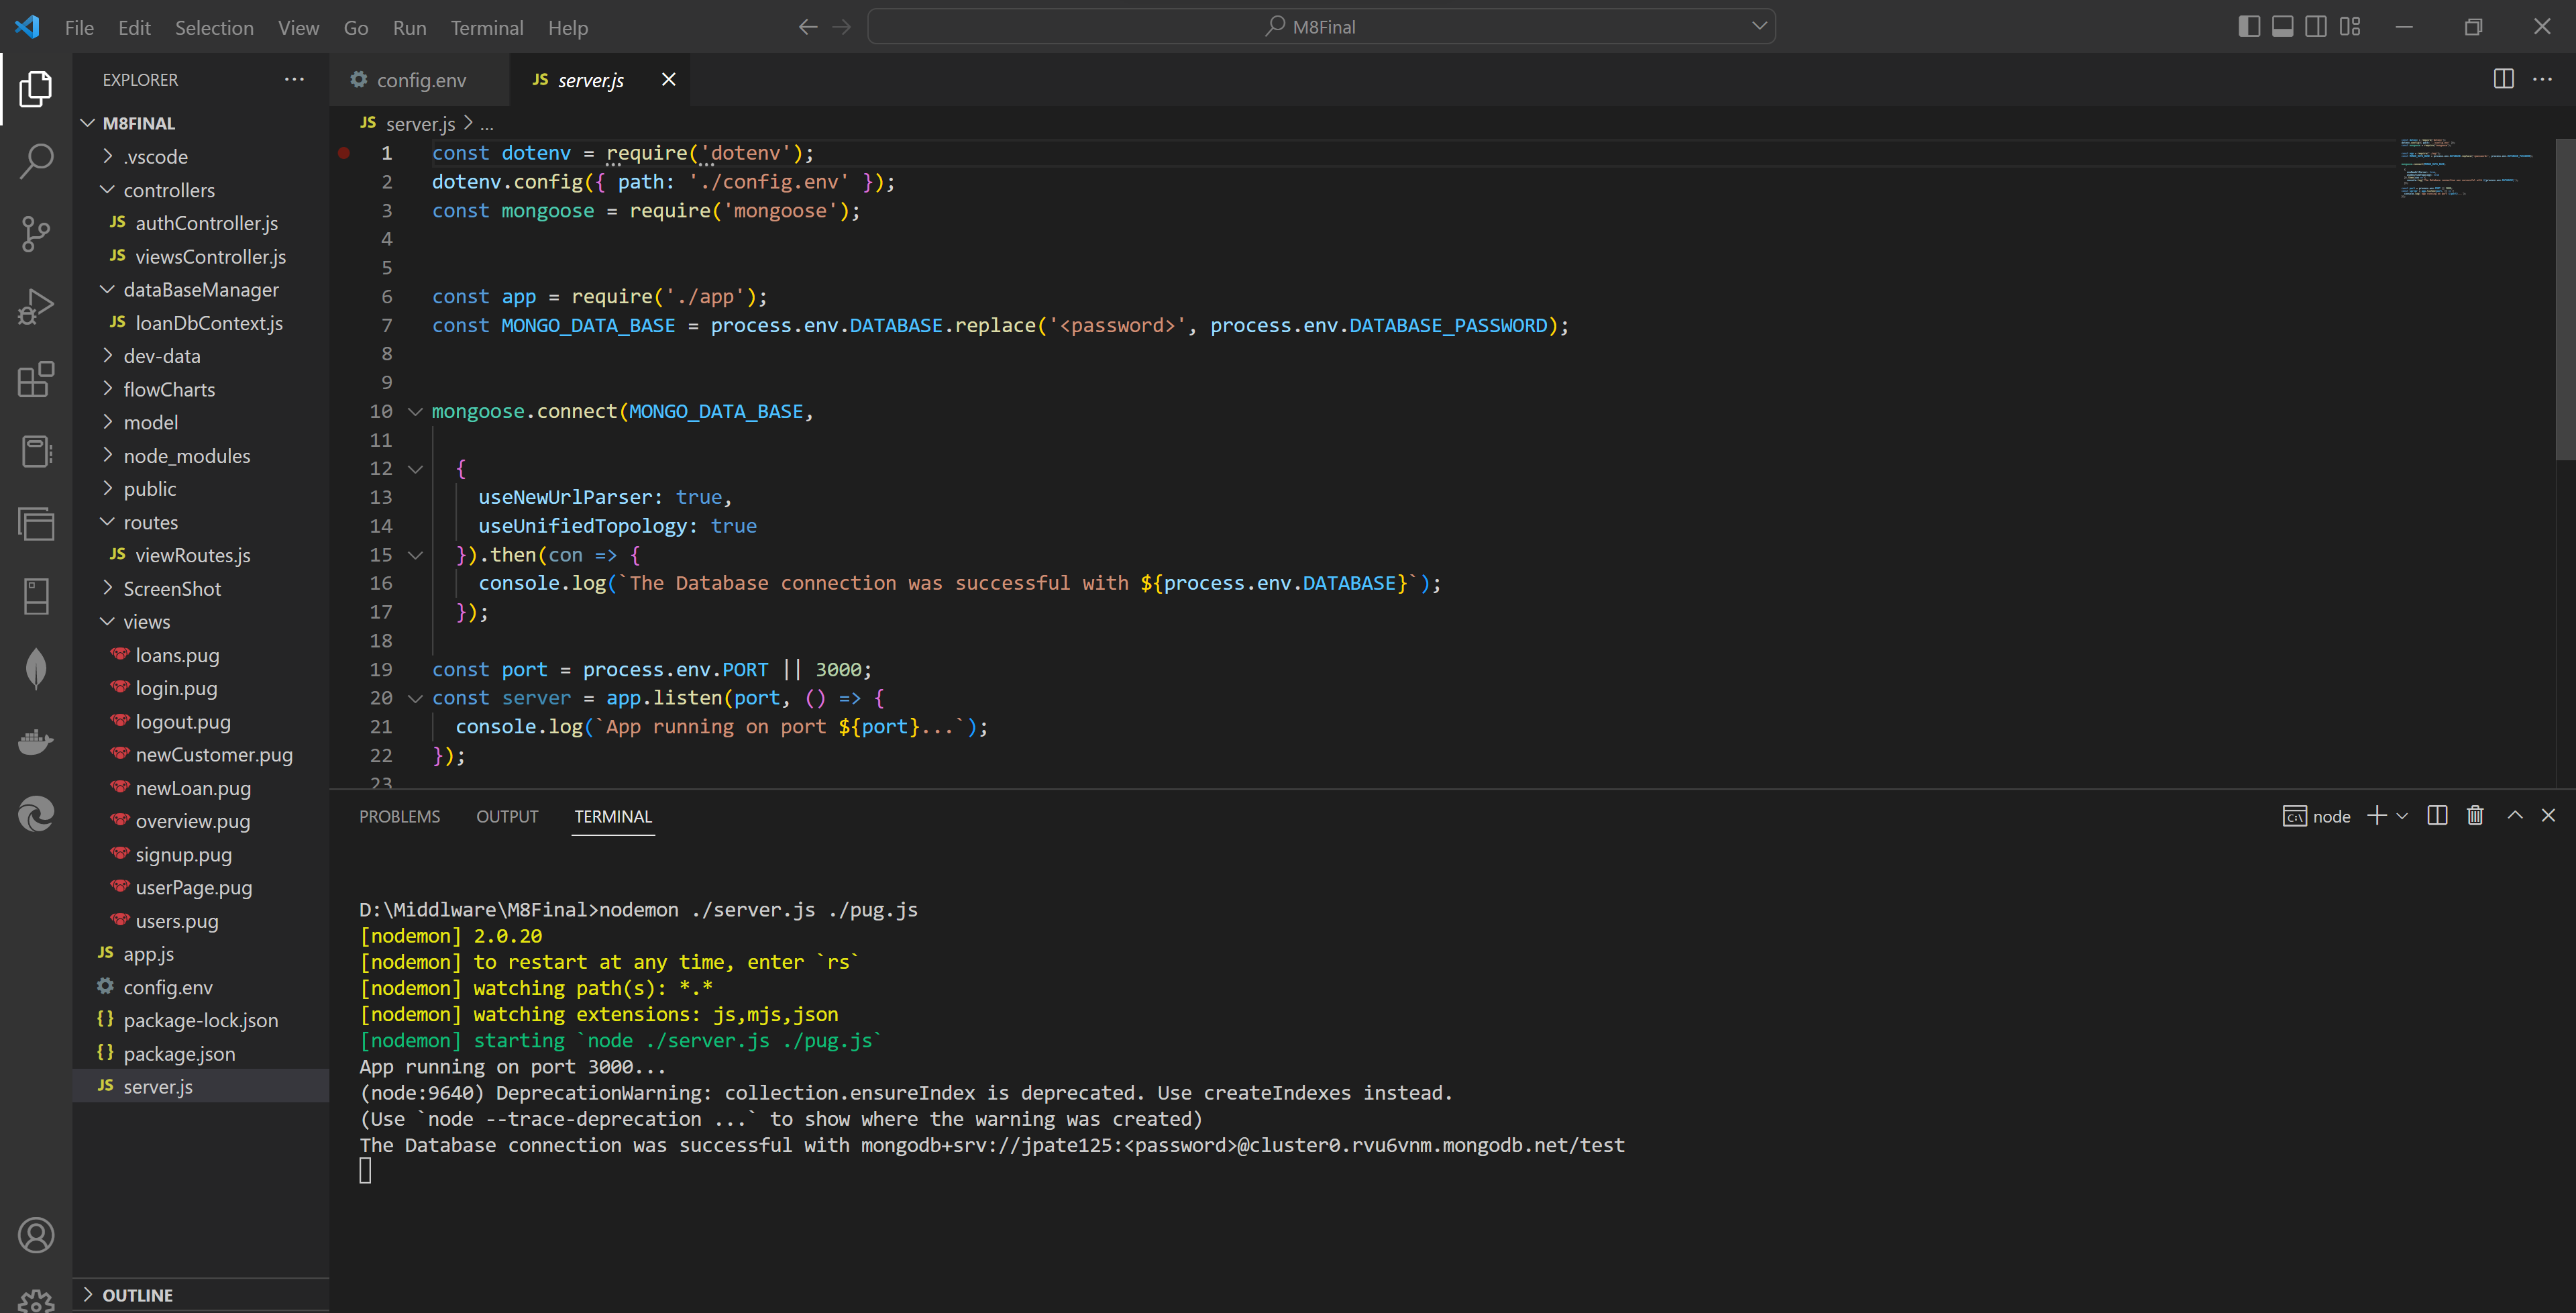 File Edit Selection View Go Run Terminal Help
M8Final
EXPLORER
M8FINAL
.vscode
controllers
JS authController.js
JS viewsController.js
dataBaseManager
JS loanDbContext.js
dev-data
flowCharts
model
node_modules
public
routes
JS viewRoutes.js
ScreenShot
views
loans.pug
login.pug
logout.pug
newCustomer.pug
newLoan.pug
overview.pug
signup.pug
userPage.pug
users.pug
JS app.js
config.env
{} package-lock.json
{} package.json
JS server.js
OUTLINE
config.env
JS server.js
JS server.js > ...
1 const dotenv = require('dotenv');
2 dotenv.config({ path: './config.env' });
3 const mongoose = require('mongoose');
4
5
6 const app = require('./app');
7 const MONGO_DATA_BASE = process.env.DATABASE.replace('<password>', process.env.DATABASE_PASSWORD);
8
9
10 mongoose.connect(MONGO_DATA_BASE,
11
12 {
13 useNewUrlParser: true,
14 useUnifiedTopology: true
15 }).then(con => {
16 console.log(`The Database connection was successful with ${process.env.DATABASE}`);
17 });
18
19 const port = process.env.PORT || 3000;
20 const server = app.listen(port, () => {
21 console.log(`App running on port ${port}...`);
22 });
23
PROBLEMS OUTPUT TERMINAL
node
D:\Middlware\M8Final>nodemon ./server.js ./pug.js
[nodemon] 2.0.20
[nodemon] to restart at any time, enter `rs`
[nodemon] watching path(s): *.*
[nodemon] watching extensions: js,mjs,json
[nodemon] starting `node ./server.js ./pug.js`
App running on port 3000...
(node:9640) DeprecationWarning: collection.ensureIndex is deprecated. Use createIndexes instead.
(Use `node --trace-deprecation ...` to show where the warning was created)
The Database connection was successful with mongodb+srv://jpate125:<password>@cluster0.rvu6vnm.mongodb.net/test